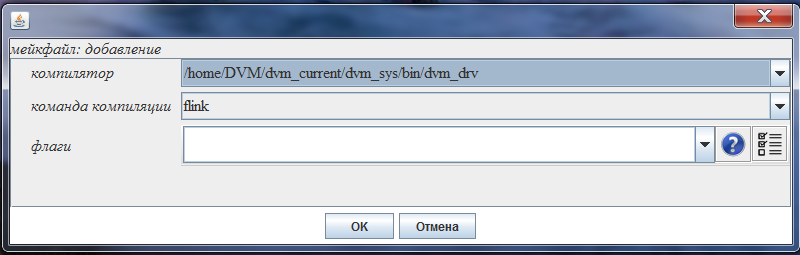 мейкфайл: добавление
компилятор /home/DVM/dvm_current/dvm_sys/bin/dvm_drv
команда компиляции flink
флаги
OK Отмена